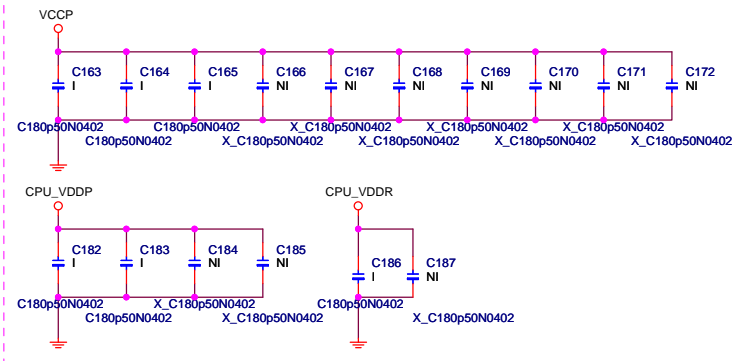 VCCP
C163 C164 C165 C166 C167 C168 C169 C170 C171 C172
I I I NI NI NI NI NI NI NI
C180p50N0402 C180p50N0402 X_C180p50N0402 X_C180p50N0402 X_C180p50N0402
C180p50N0402 X_C180p50N0402 X_C180p50N0402 X_C180p50N0402 X_C180p50N0402
CPU_VDDP CPU_VDDR
C182 C183 C184 C185 C186 C187
I I NI NI I NI
C180p50N0402 X_C180p50N0402 C180p50N0402
C180p50N0402 X_C180p50N0402 X_C180p50N0402